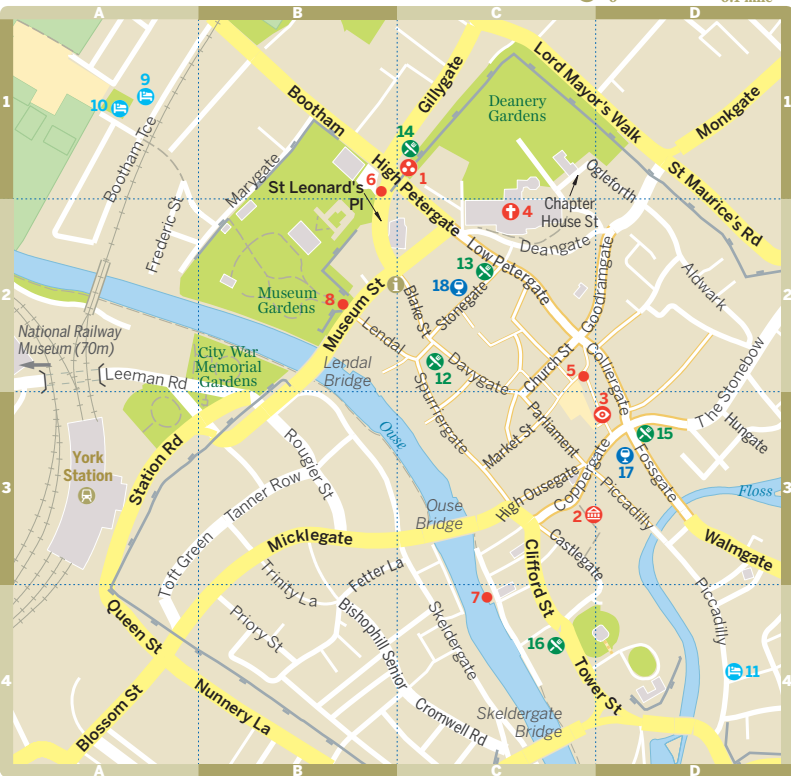 A
B
C
D
1
1
2
2
3
3
4
4
9
10
Bootham Tce
Frederic St
Marygate
Bootham
Gillygate
14
High Petergate
1
6
St Leonard's
Pl
Deanery
Gardens
Lord Mayor's Walk
Monkgate
St Maurice's Rd
Ogleforth
4
Chapter
House St
Deangate
Low Petergate
Goodramgate
Aldwark
13
18
Stonegate
Blake St
i
Museum
Gardens
8
Museum St
National Railway
Museum (70m)
Leeman Rd
City War
Memorial
Gardens
Lendal
Lendal
Bridge
12
Davygate
Spurriergate
Church St
5
Colliergate
3
The Stonebow
Hungate
15
17
Fossgate
Ouse
Market St
Parliament
Coppergate
Piccadilly
Floss
York
Station
Station Rd
Rougier St
Tanner Row
Toft Green
Micklegate
Ouse
Bridge
High Ousegate
2
Castlegate
Clifford St
Walmgate
Piccadilly
Fetter La
Trinity La
Priory St
Bishophill Senior
Skeldergate
7
16
Tower St
11
Queen St
Blossom St
Nunnery La
Cromwell Rd
Skeldergate
Bridge
A
B
C
D